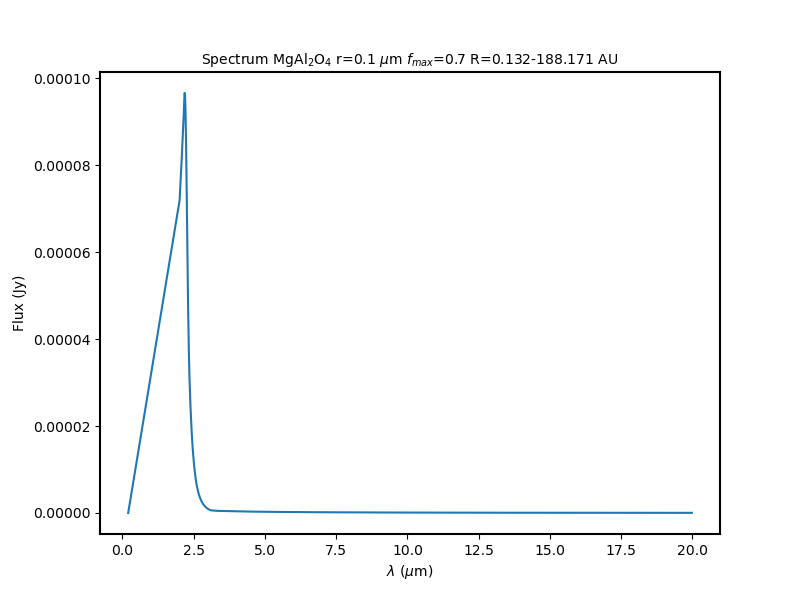 Spectrum MgAl₂O₄ r=0.1 μm f_max=0.7 R=0.132-188.171 AU
0.00010
0.00008
0.00006
0.00004
0.00002
0.00000
Flux (Jy)
0.0 2.5 5.0 7.5 10.0 12.5 15.0 17.5 20.0
λ (μm)